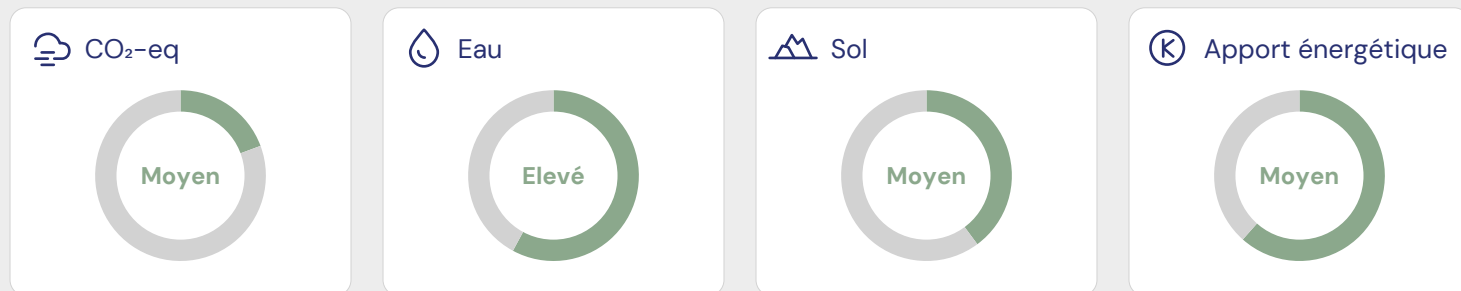 CO₂-eq
Moyen
Eau
Elevé
Sol
Moyen
Apport énergétique
Moyen